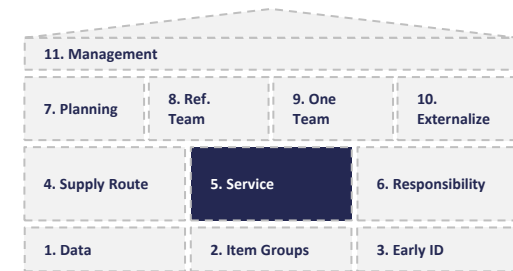 11. Management
7. Planning
8. Ref.
Team
9. One
Team
10.
Externalize
4. Supply Route
5. Service
6. Responsibility
1. Data
2. Item Groups
3. Early ID